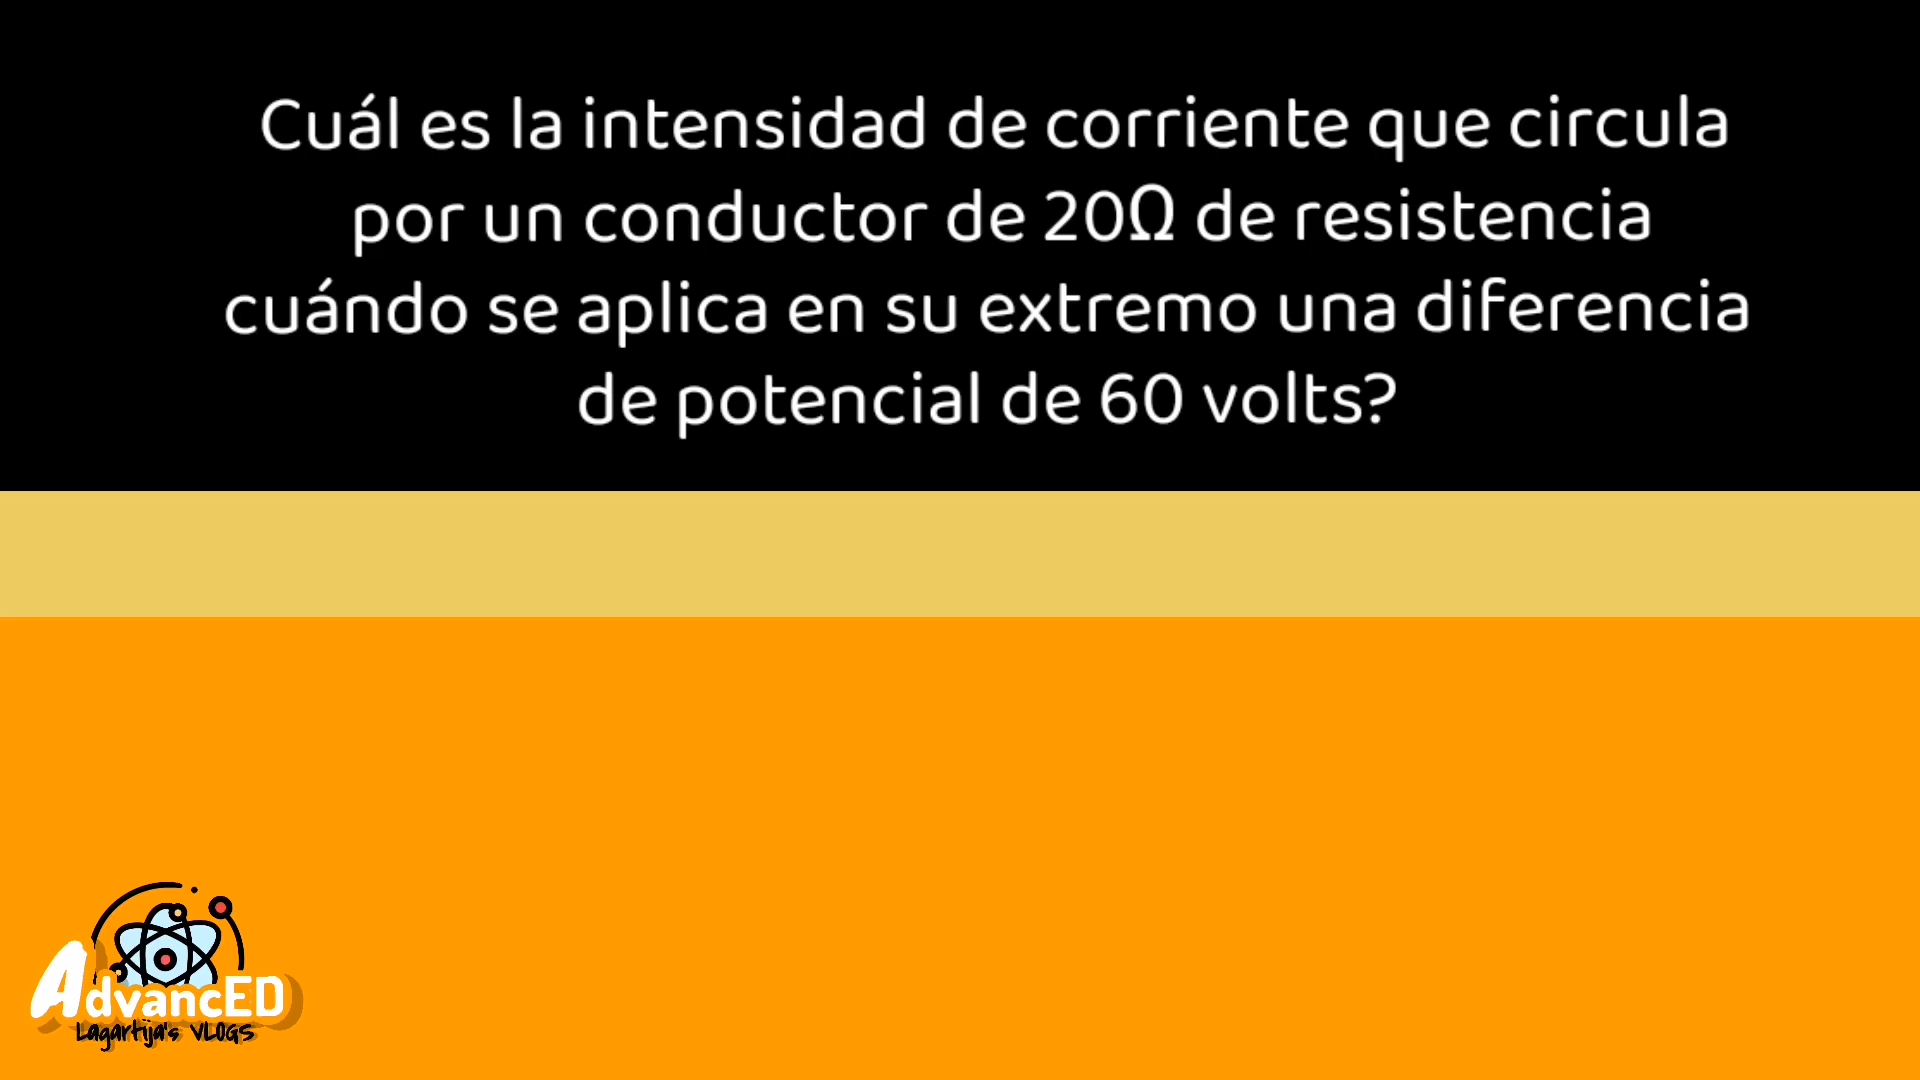 Cuál es la intensidad de corriente que circula
por un conductor de 20Ω de resistencia
cuándo se aplica en su extremo una diferencia
de potencial de 60 volts?
AdvancED
Lagartija's VLOGS